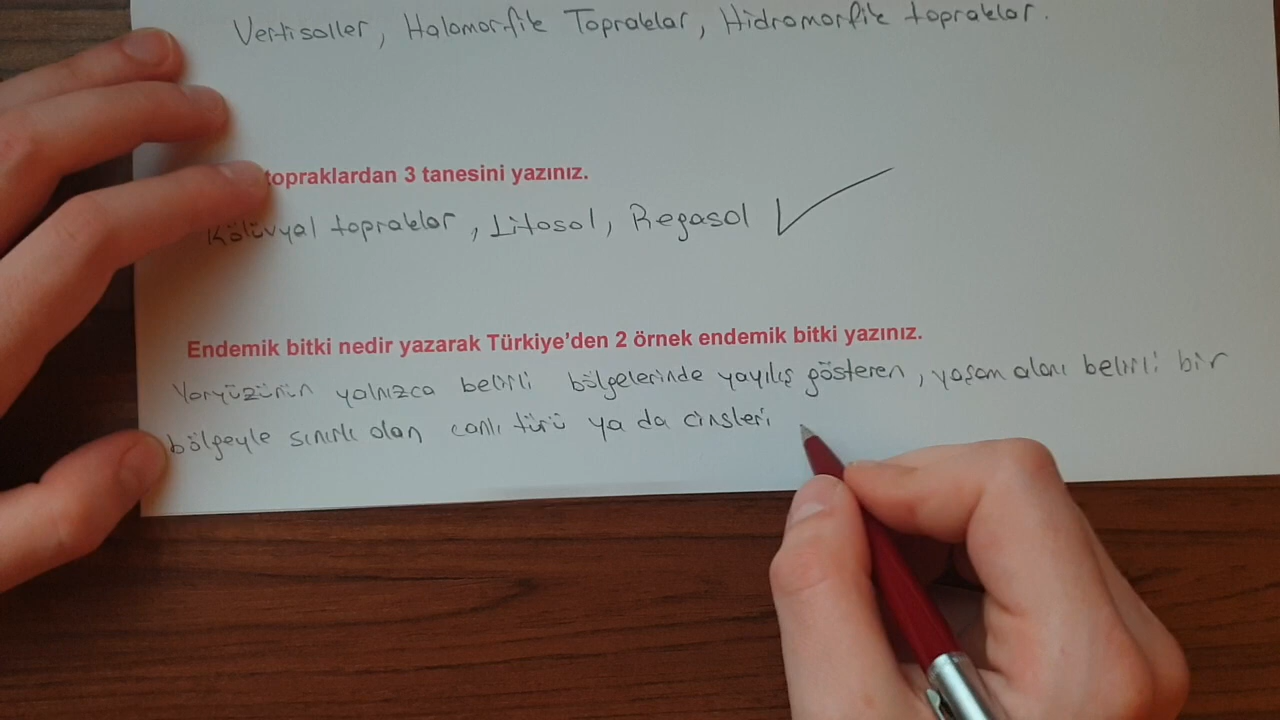 Vertisoller, Halomorfik Topraklar, Hidromorfik topraklar.
topraklardan 3 tanesini yazınız.
Kölüvyal topraklar, Litosol, Regasol
Endemik bitki nedir yazarak Türkiye'den 2 örnek endemik bitki yazınız.
Yeryüzünün yalnızca belirli bölgelerinde yayılış gösteren, yaşam alanı belirli bir
bölgeyle sınırlı olan canlı türü ya da cinsleri